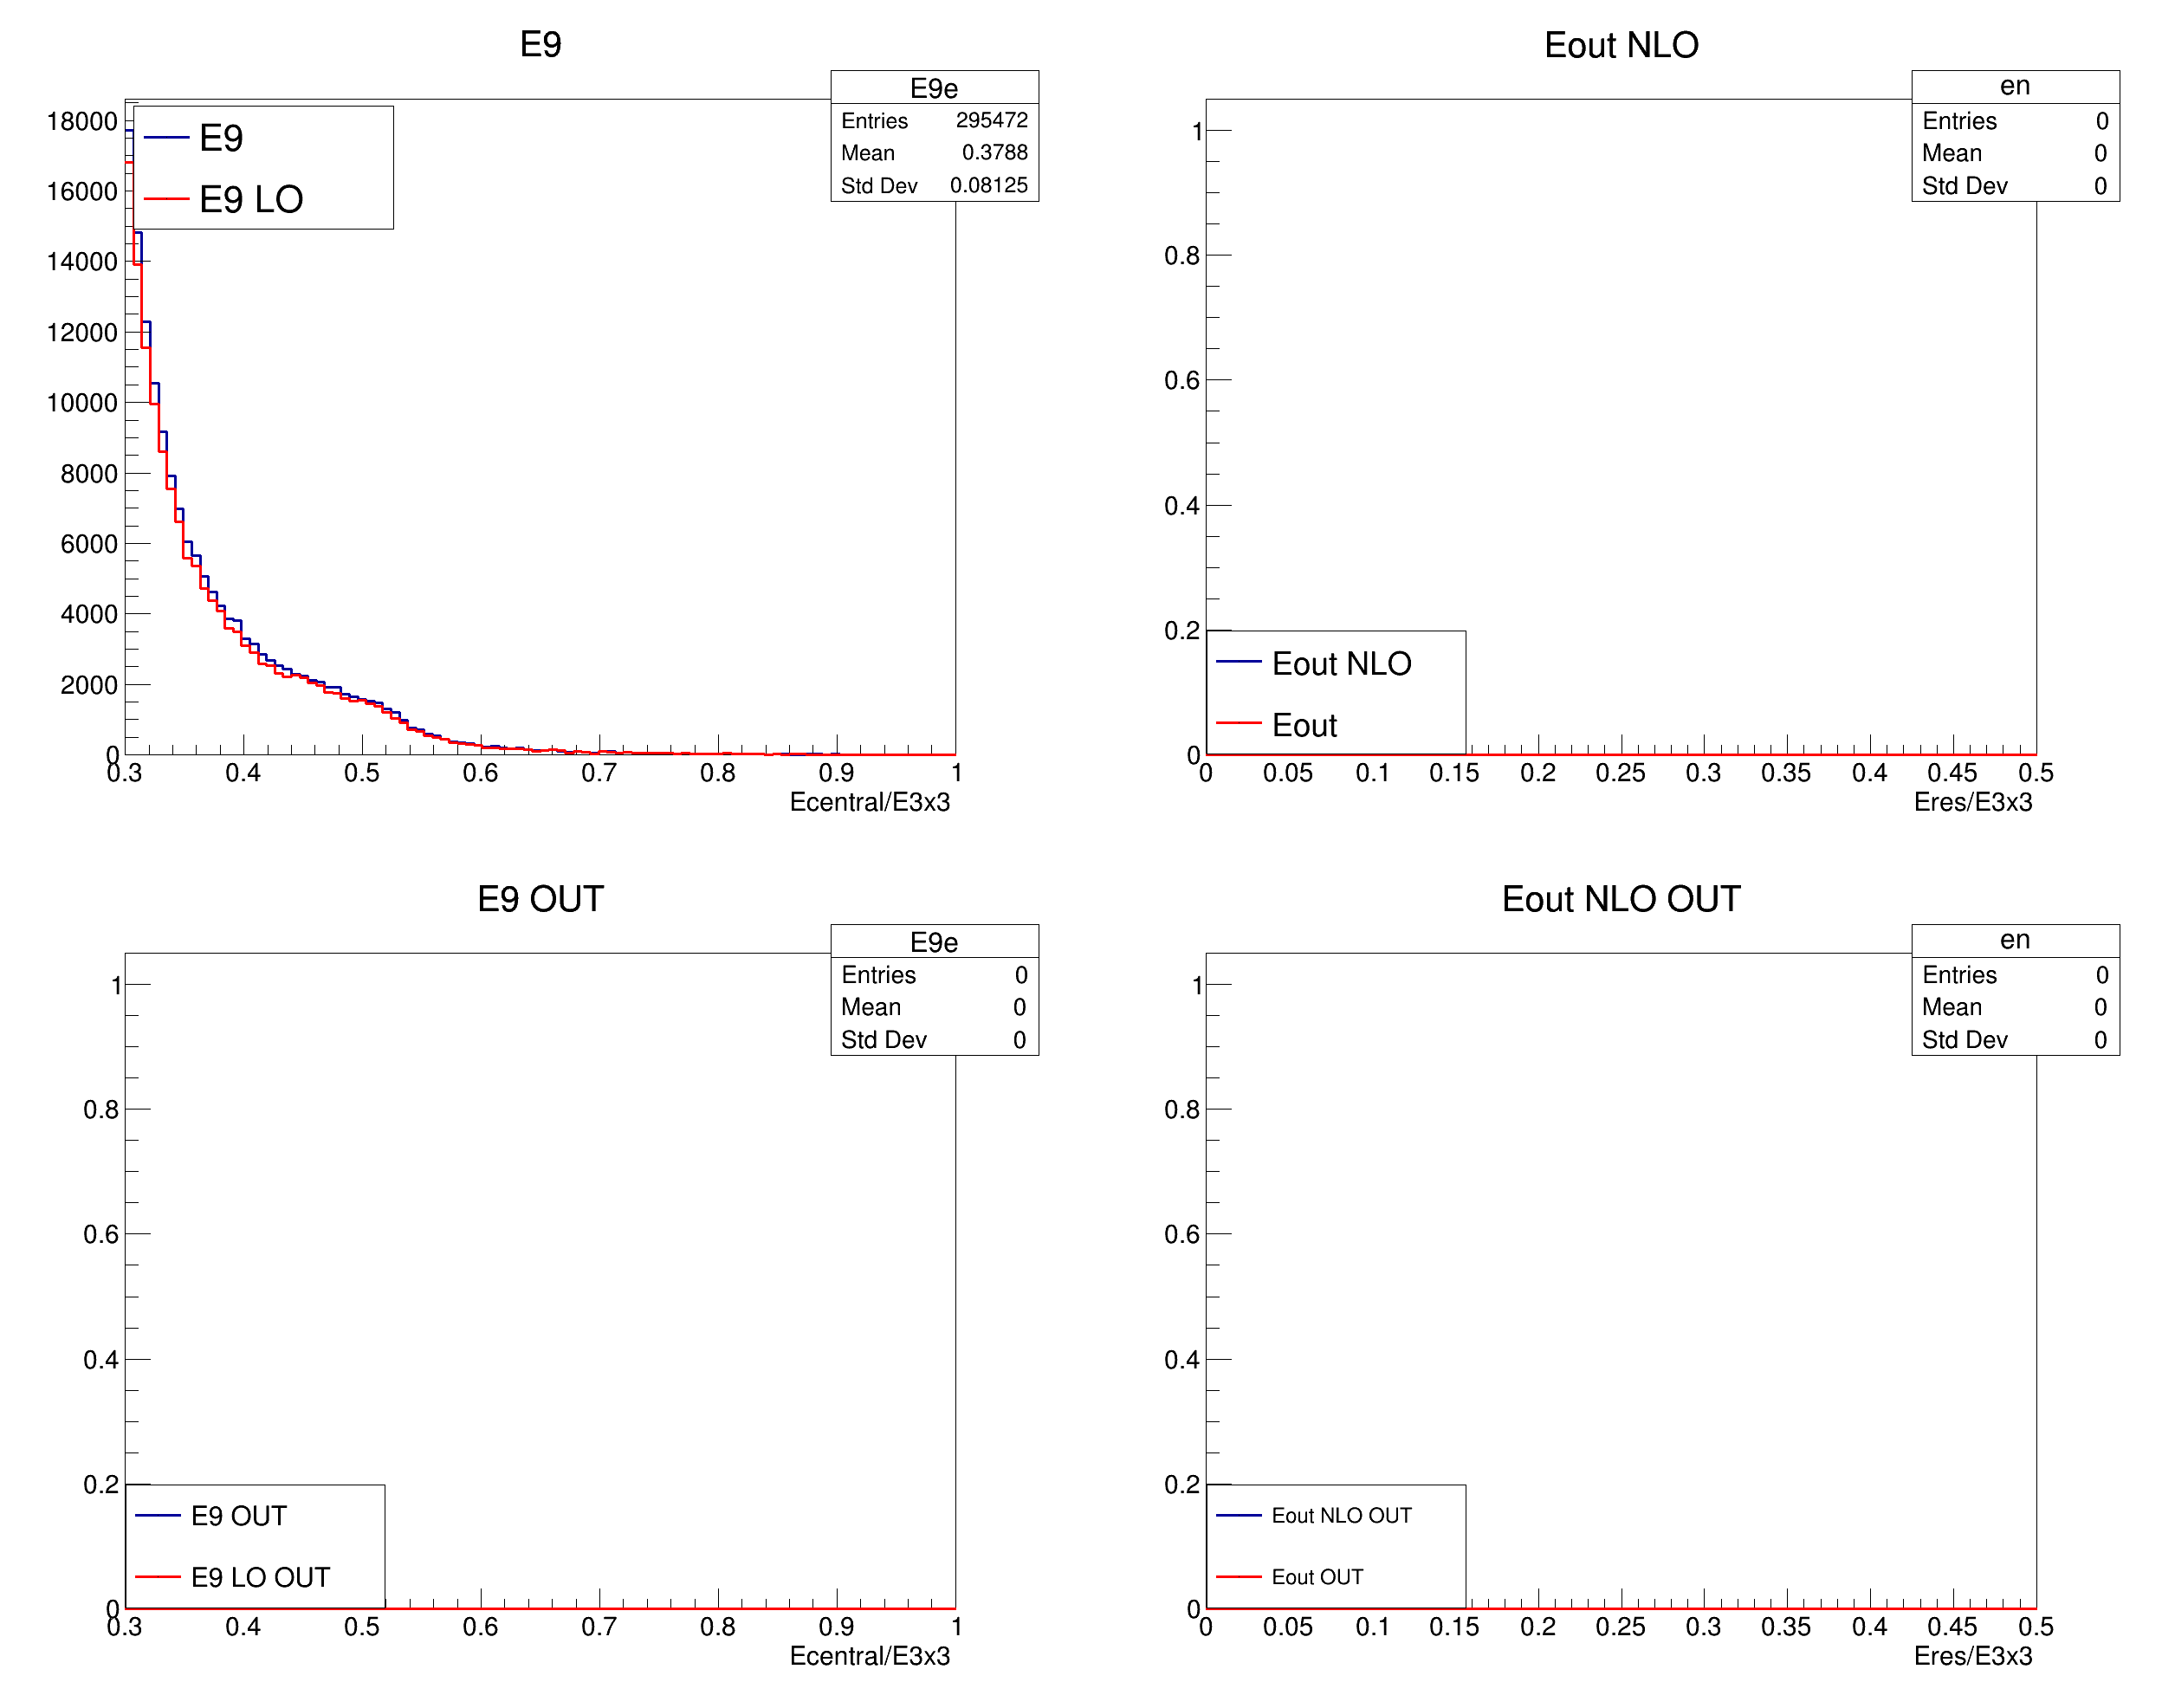 E9
E9e
Entries 295472
Mean 0.3788
Std Dev 0.08125
E9
E9 LO
18000
16000
14000
12000
10000
8000
6000
4000
2000
0
0.3 0.4 0.5 0.6 0.7 0.8 0.9 1
Ecentral/E3x3
Eout NLO
en
Entries 0
Mean 0
Std Dev 0
1
0.8
0.6
0.4
0.2
0
Eout NLO
Eout
0 0.05 0.1 0.15 0.2 0.25 0.3 0.35 0.4 0.45 0.5
Eres/E3x3
E9 OUT
E9e
Entries 0
Mean 0
Std Dev 0
1
0.8
0.6
0.4
0.2
0
E9 OUT
E9 LO OUT
0.3 0.4 0.5 0.6 0.7 0.8 0.9 1
Ecentral/E3x3
Eout NLO OUT
en
Entries 0
Mean 0
Std Dev 0
1
0.8
0.6
0.4
0.2
0
Eout NLO OUT
Eout OUT
0 0.05 0.1 0.15 0.2 0.25 0.3 0.35 0.4 0.45 0.5
Eres/E3x3